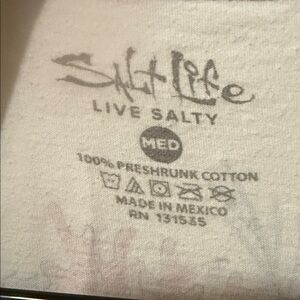 Salt Life
LIVE SALTY
MED
100% PRESHRUNK COTTON
MADE IN MEXICO
RN 131535